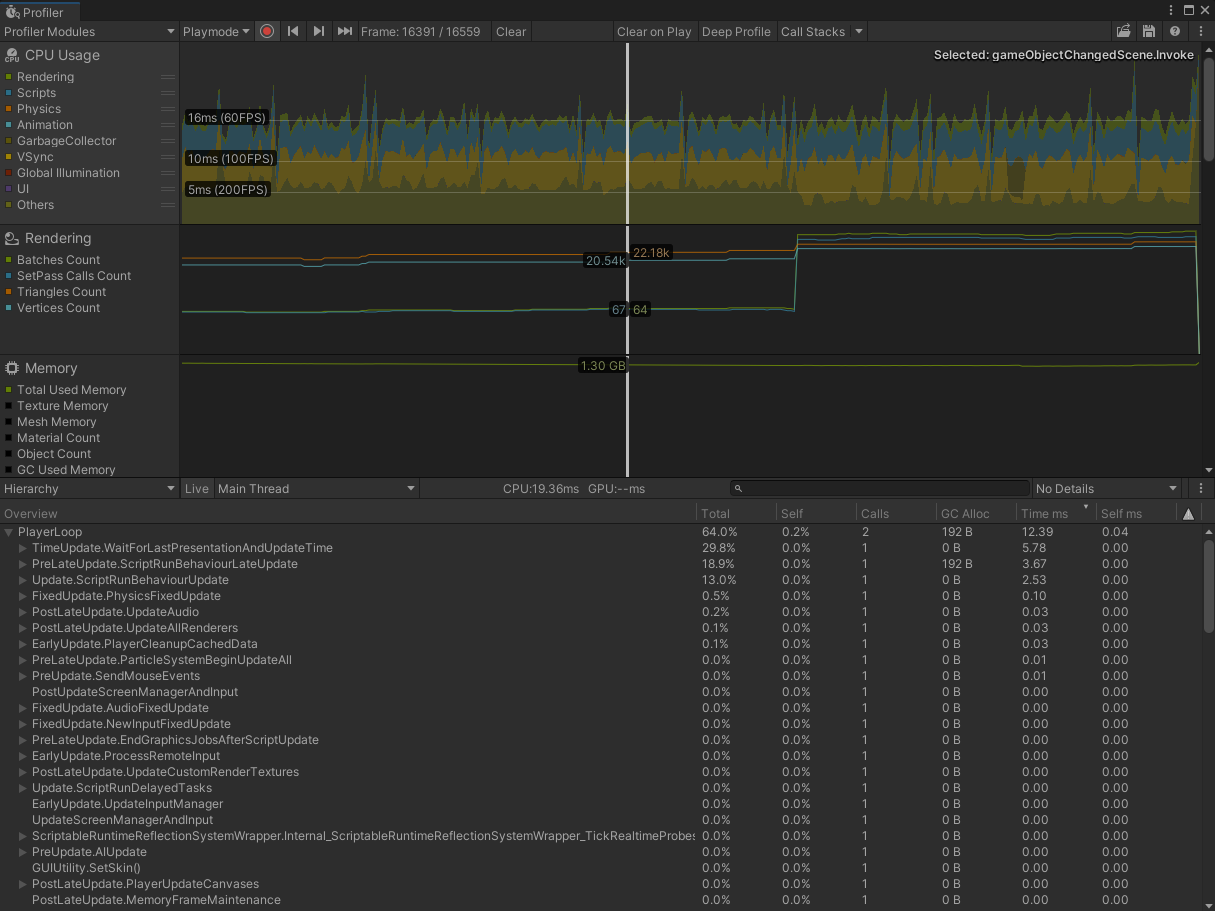 Profiler
Profiler Modules Playmode Frame: 16391 / 16559 Clear Clear on Play Deep Profile Call Stacks
CPU Usage
Selected: gameObjectChangedScene.Invoke
Rendering
Scripts
Physics
Animation
GarbageCollector
VSync
Global Illumination
UI
Others
16ms (60FPS)
10ms (100FPS)
5ms (200FPS)
Rendering
Batches Count
SetPass Calls Count
Triangles Count
Vertices Count
22.18k
20.54k
67 64
Memory
Total Used Memory
Texture Memory
Mesh Memory
Material Count
Object Count
GC Used Memory
1.30 GB
Hierarchy Live Main Thread CPU:19.36ms GPU:--ms No Details
Overview Total Self Calls GC Alloc Time ms Self ms
PlayerLoop 64.0% 0.2% 2 192 B 12.39 0.04
TimeUpdate.WaitForLastPresentationAndUpdateTime 29.8% 0.0% 1 0 B 5.78 0.00
PreLateUpdate.ScriptRunBehaviourLateUpdate 18.9% 0.0% 1 192 B 3.67 0.00
Update.ScriptRunBehaviourUpdate 13.0% 0.0% 1 0 B 2.53 0.00
FixedUpdate.PhysicsFixedUpdate 0.5% 0.0% 1 0 B 0.10 0.00
PostLateUpdate.UpdateAudio 0.2% 0.0% 1 0 B 0.03 0.00
PostLateUpdate.UpdateAllRenderers 0.1% 0.0% 1 0 B 0.03 0.00
EarlyUpdate.PlayerCleanupCachedData 0.1% 0.0% 1 0 B 0.03 0.00
PreLateUpdate.ParticleSystemBeginUpdateAll 0.0% 0.0% 1 0 B 0.01 0.00
PreUpdate.SendMouseEvents 0.0% 0.0% 1 0 B 0.01 0.00
PostUpdateScreenManagerAndInput 0.0% 0.0% 1 0 B 0.00 0.00
FixedUpdate.AudioFixedUpdate 0.0% 0.0% 1 0 B 0.00 0.00
FixedUpdate.NewInputFixedUpdate 0.0% 0.0% 1 0 B 0.00 0.00
PreLateUpdate.EndGraphicsJobsAfterScriptUpdate 0.0% 0.0% 1 0 B 0.00 0.00
EarlyUpdate.ProcessRemoteInput 0.0% 0.0% 1 0 B 0.00 0.00
PostLateUpdate.UpdateCustomRenderTextures 0.0% 0.0% 1 0 B 0.00 0.00
Update.ScriptRunDelayedTasks 0.0% 0.0% 1 0 B 0.00 0.00
EarlyUpdate.UpdateInputManager 0.0% 0.0% 1 0 B 0.00 0.00
UpdateScreenManagerAndInput 0.0% 0.0% 1 0 B 0.00 0.00
ScriptableRuntimeReflectionSystemWrapper.Internal_ScriptableRuntimeReflectionSystemWrapper_TickRealtimeProbes 0.0% 0.0% 1 0 B 0.00 0.00
PreUpdate.AIUpdate 0.0% 0.0% 1 0 B 0.00 0.00
GUIUtility.SetSkin() 0.0% 0.0% 1 0 B 0.00 0.00
PostLateUpdate.PlayerUpdateCanvases 0.0% 0.0% 1 0 B 0.00 0.00
PostLateUpdate.MemoryFrameMaintenance 0.0% 0.0% 1 0 B 0.00 0.00